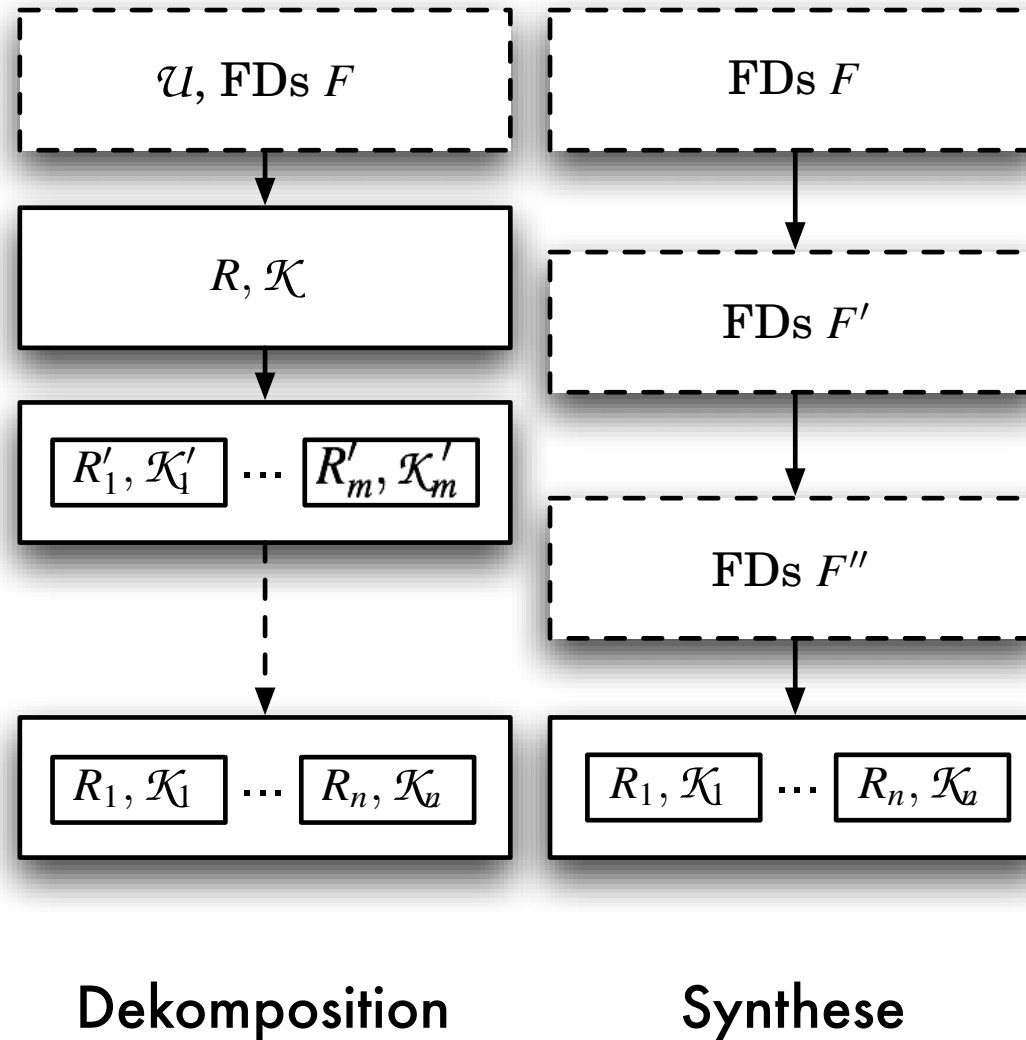 𝒰, FDs F
R, 𝒦
R′₁, 𝒦′₁ ... R′ₘ, 𝒦′ₘ
R₁, 𝒦₁ ... Rₙ, 𝒦ₙ
Dekomposition
FDs F
FDs F′
FDs F″
R₁, 𝒦₁ ... Rₙ, 𝒦ₙ
Synthese